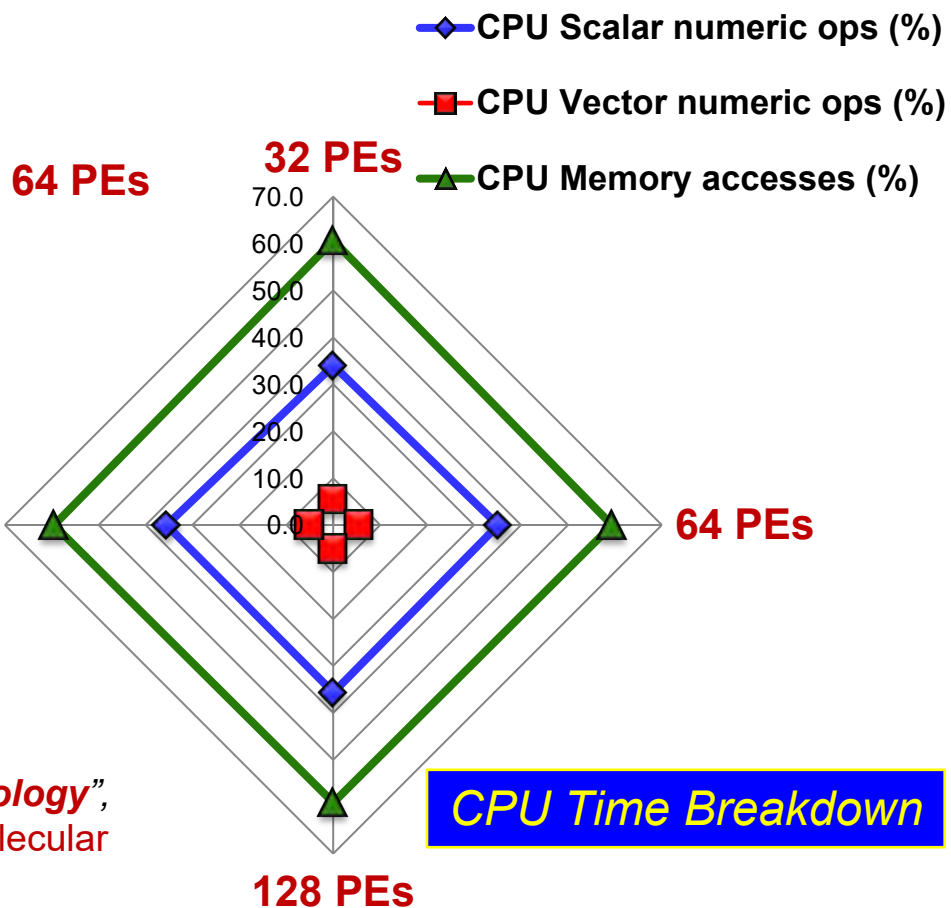 CPU Scalar numeric ops (%)
CPU Vector numeric ops (%)
CPU Memory accesses (%)
32 PEs
64 PEs
70.0
60.0
50.0
40.0
30.0
20.0
10.0
0.0
64 PEs
ology”,
lecular
CPU Time Breakdown
128 PEs